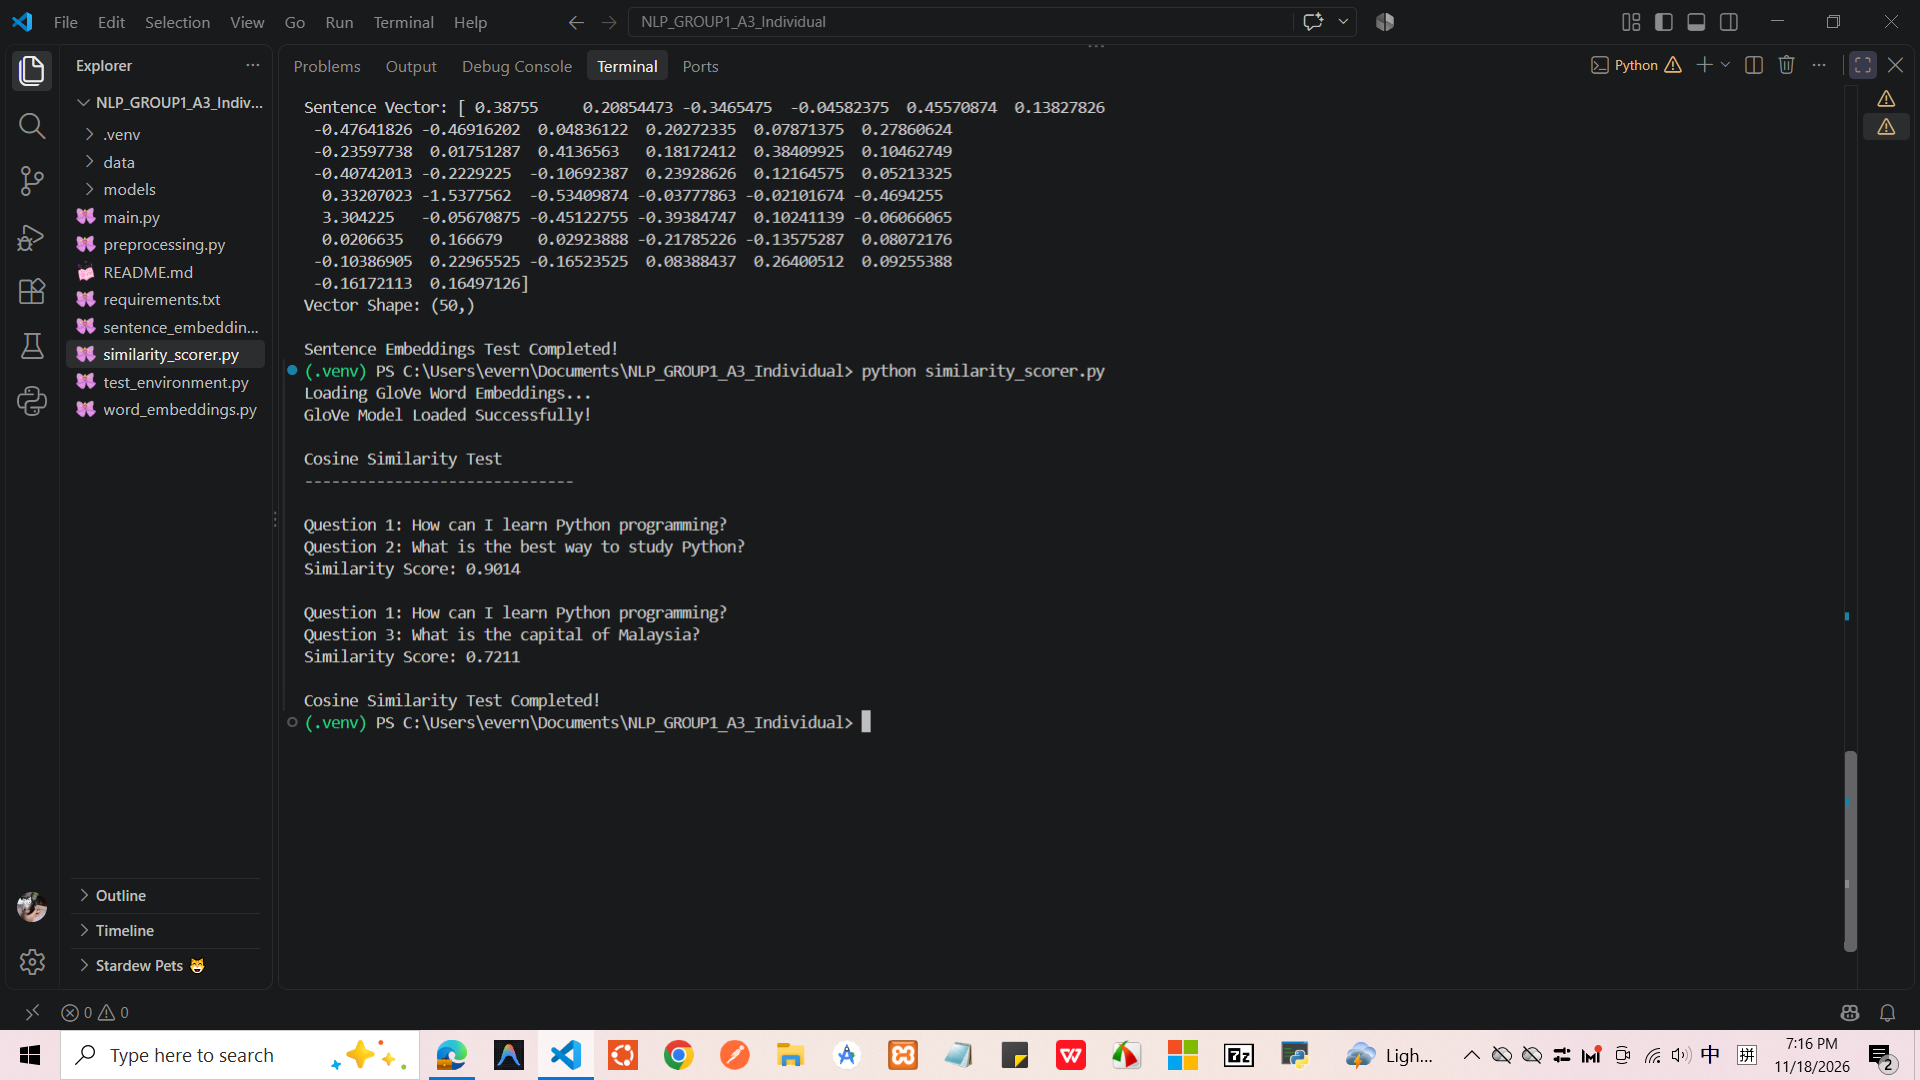 File Edit Selection View Go Run Terminal Help
NLP_GROUP1_A3_Individual
Explorer
NLP_GROUP1_A3_Indiv...
.venv
data
models
main.py
preprocessing.py
README.md
requirements.txt
sentence_embeddin...
similarity_scorer.py
test_environment.py
word_embeddings.py
Outline
Timeline
Stardew Pets
Problems Output Debug Console Terminal Ports
Python
Sentence Vector: [ 0.38755     0.20854473 -0.3465475  -0.04582375  0.45570874  0.13827826
 -0.47641826 -0.46916202  0.04836122  0.20272335  0.07871375  0.27860624
 -0.23597738  0.01751287  0.4136563   0.18172412  0.38409925  0.10462749
 -0.40742013 -0.2229225  -0.10692387  0.23928626  0.12164575  0.05213325
  0.33207023 -1.5377562  -0.53409874 -0.03777863 -0.02101674 -0.4694255
  3.304225   -0.05670875 -0.45122755 -0.39384747  0.10241139 -0.06066065
  0.0206635   0.166679    0.02923888 -0.21785226 -0.13575287  0.08072176
 -0.10386905  0.22965525 -0.16523525  0.08388437  0.26400512  0.09255388
 -0.16172113  0.16497126]
Vector Shape: (50,)
Sentence Embeddings Test Completed!
(.venv) PS C:\Users\evern\Documents\NLP_GROUP1_A3_Individual> python similarity_scorer.py
Loading GloVe Word Embeddings...
GloVe Model Loaded Successfully!
Cosine Similarity Test
------------------------------
Question 1: How can I learn Python programming?
Question 2: What is the best way to study Python?
Similarity Score: 0.9014
Question 1: How can I learn Python programming?
Question 3: What is the capital of Malaysia?
Similarity Score: 0.7211
Cosine Similarity Test Completed!
(.venv) PS C:\Users\evern\Documents\NLP_GROUP1_A3_Individual>
0 0
Type here to search
Ligh...
中
拼
7:16 PM
11/18/2026
2